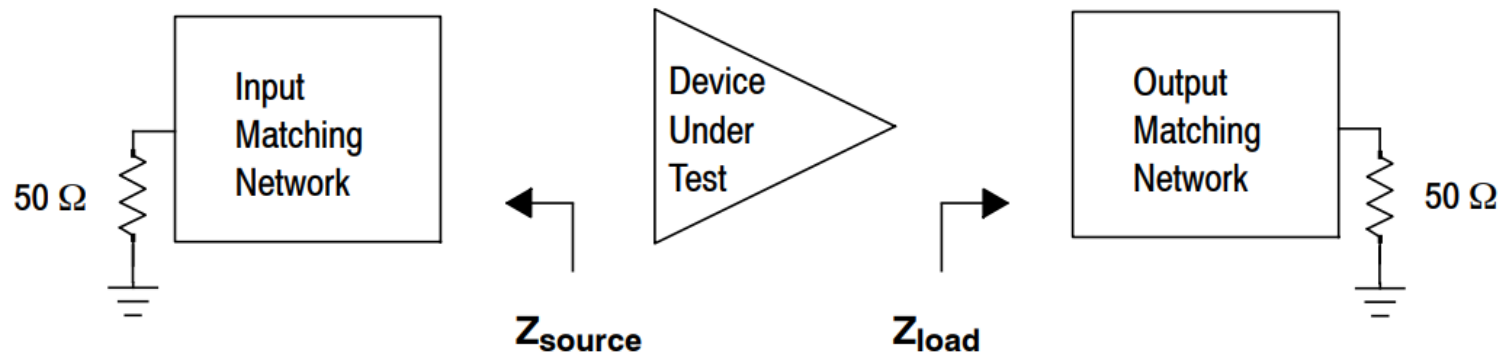 50 Ω
Input
Matching
Network
Device
Under
Test
Output
Matching
Network
50 Ω
Zsource
Zload